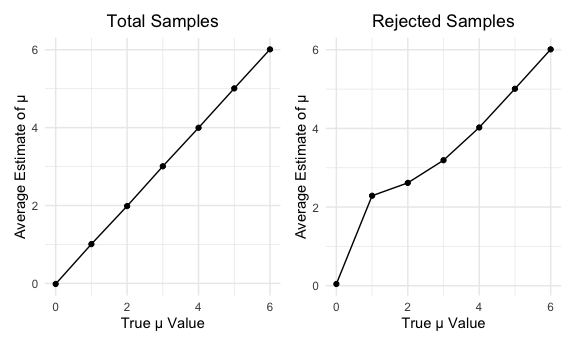 Total Samples
Average Estimate of μ
6
4
2
0
0 2 4 6
True μ Value
Rejected Samples
Average Estimate of μ
6
4
2
0
0 2 4 6
True μ Value